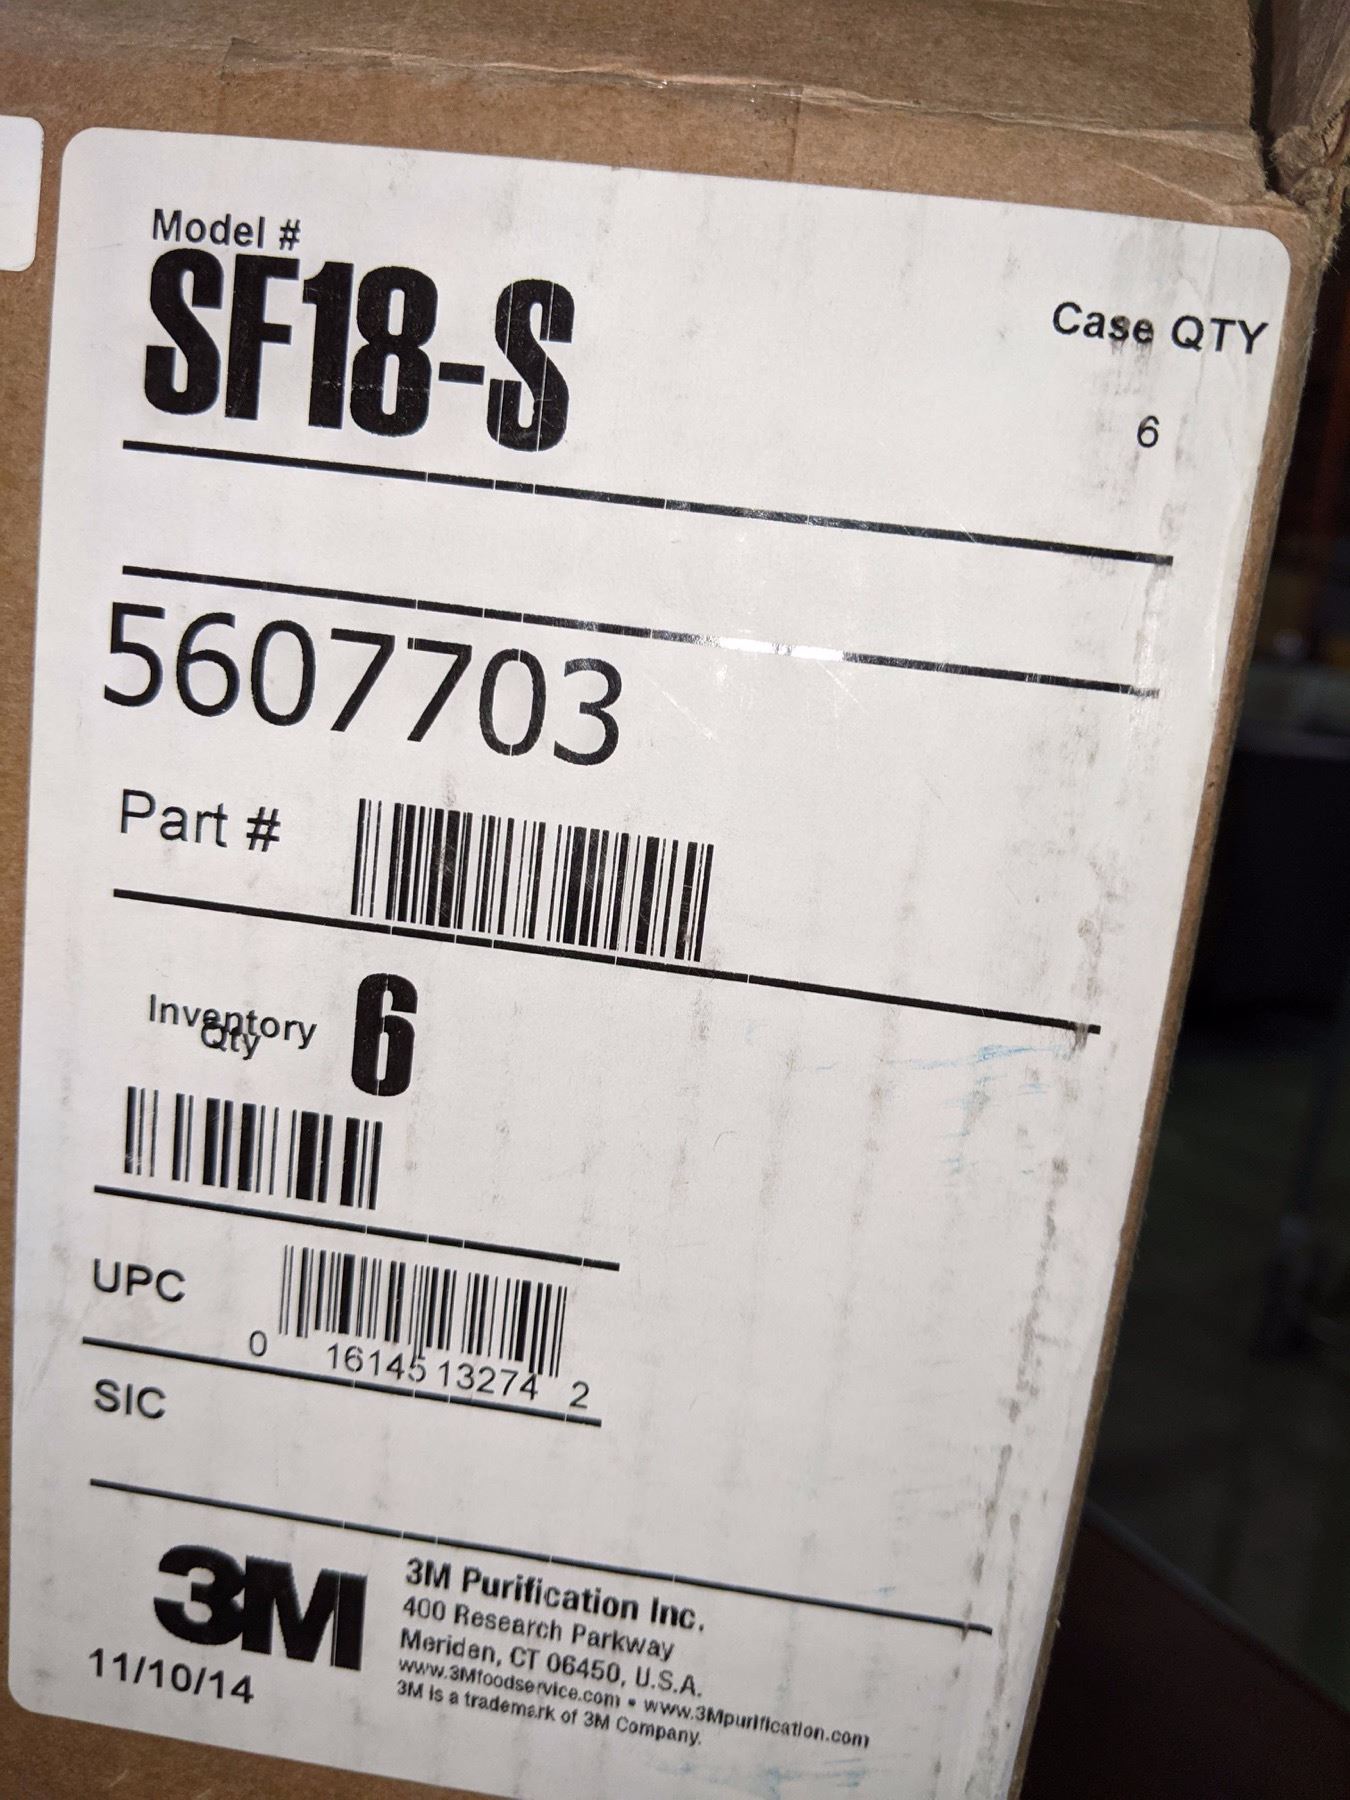 Model #
SF18-S
Case QTY
6
5607703
Part #
Inventory
Qty
6
UPC
0 16145 13274 2
SIC
3M
11/10/14
3M Purification Inc.
400 Research Parkway
Meriden, CT 06450, U.S.A.
www.3Mfoodservice.com • www.3Mpurification.com
3M is a trademark of 3M Company.